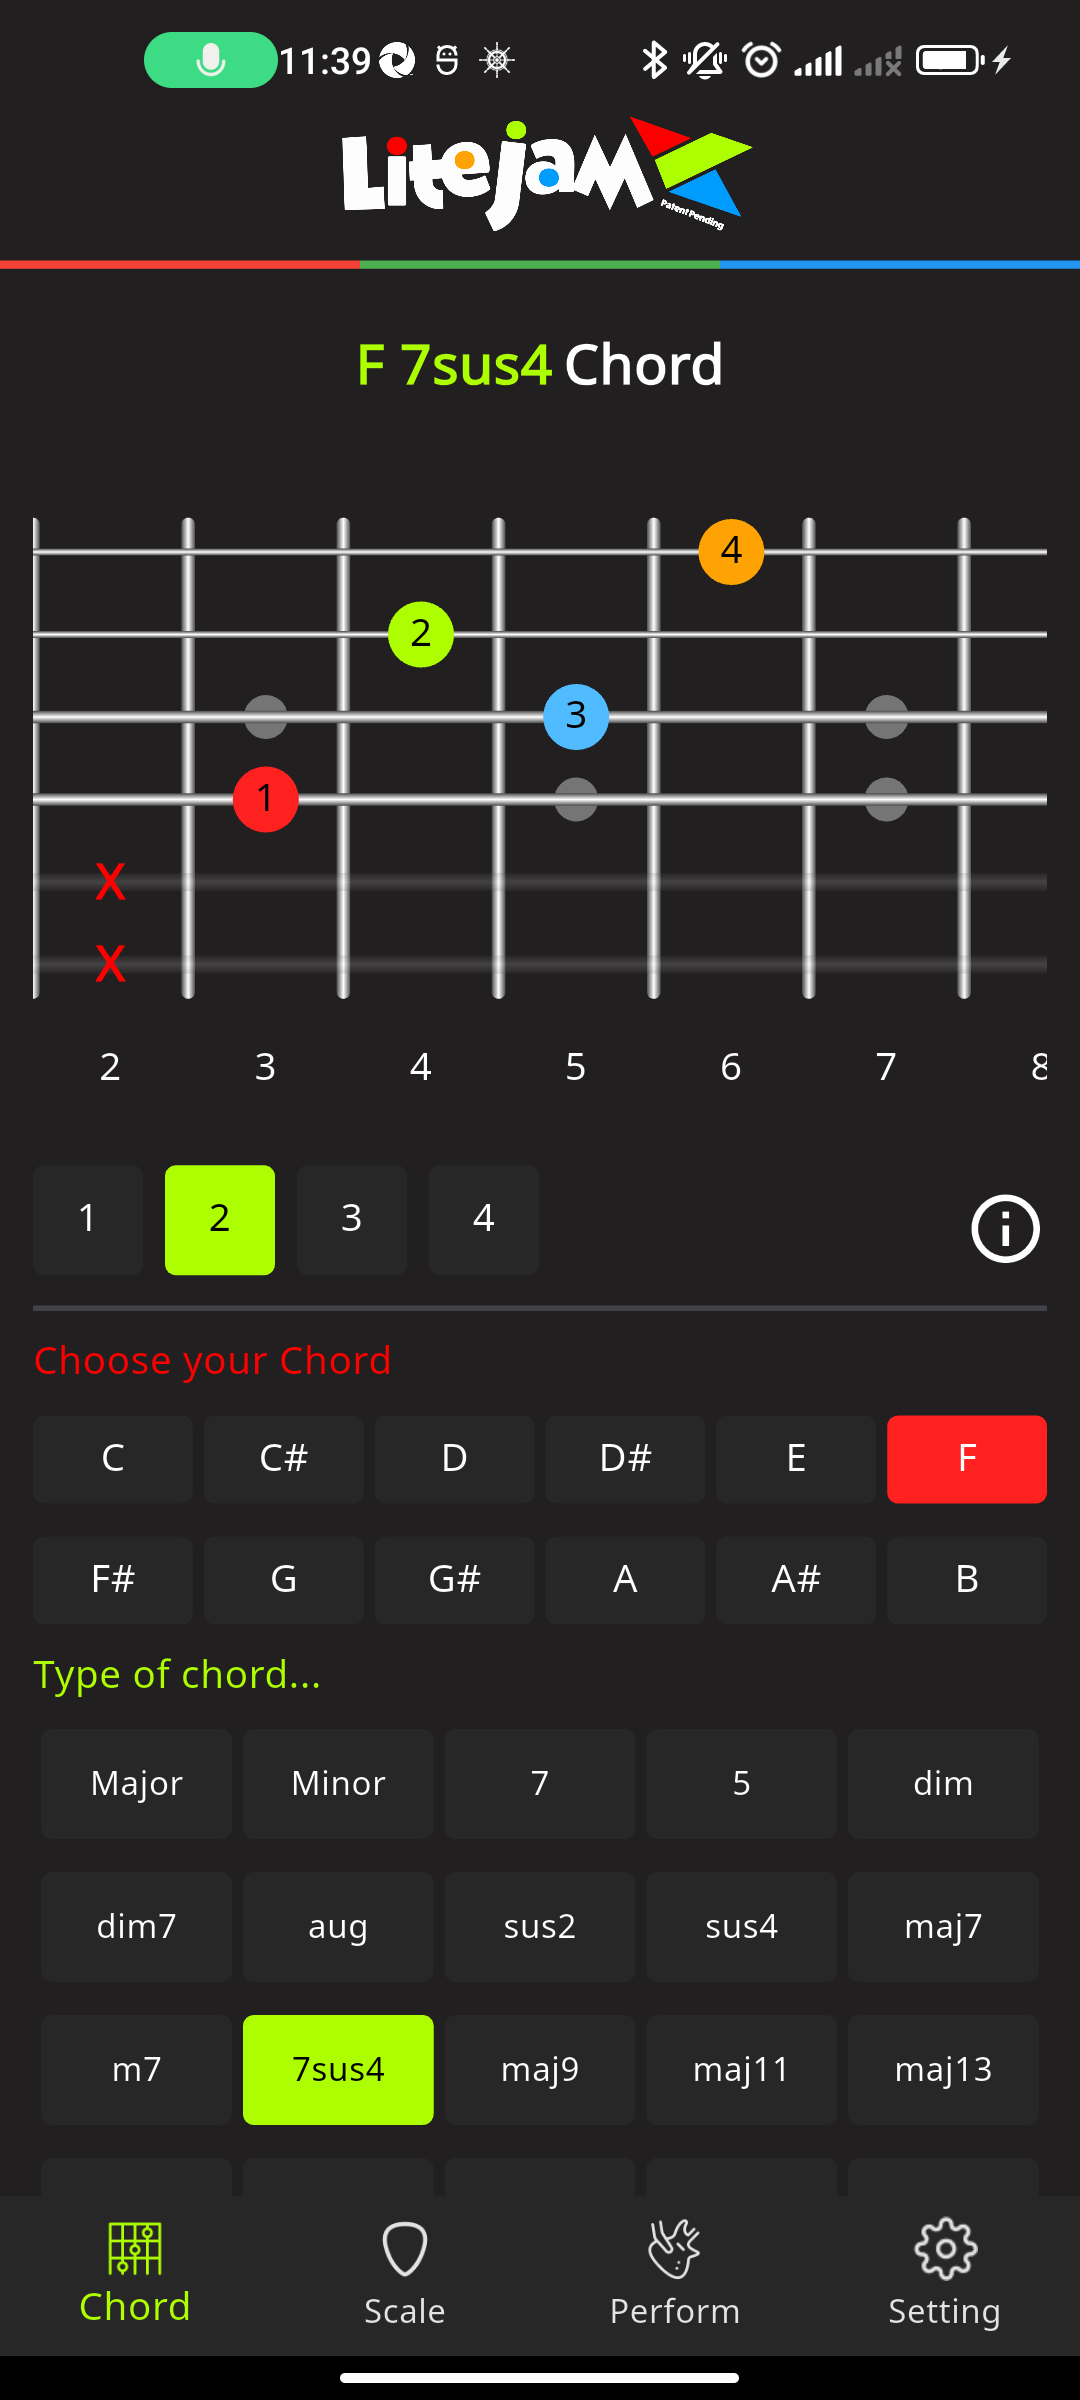 11:39
Litejam
Patent Pending
F 7sus4 Chord
4
2
3
1
X
X
2 3 4 5 6 7 8
1 2 3 4
Choose your Chord
C C# D D# E F
F# G G# A A# B
Type of chord...
Major Minor 7 5 dim
dim7 aug sus2 sus4 maj7
m7 7sus4 maj9 maj11 maj13
Chord Scale Perform Setting